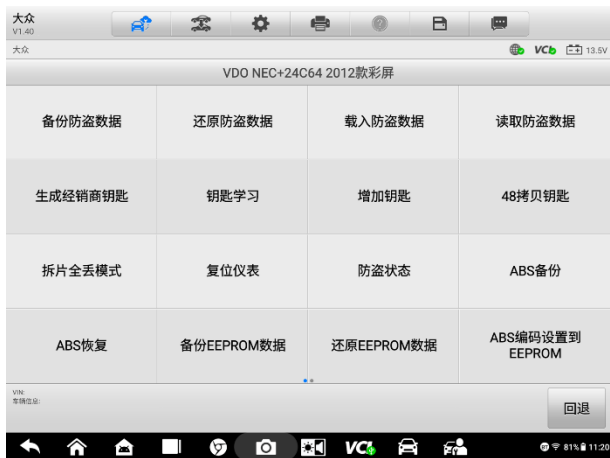 大众
V1.40
大众
VCI 13.5V
VDO NEC+24C64 2012款彩屏
备份防盗数据 还原防盗数据 载入防盗数据 读取防盗数据
生成经销商钥匙 钥匙学习 增加钥匙 48拷贝钥匙
拆片全丢模式 复位仪表 防盗状态 ABS备份
ABS恢复 备份EEPROM数据 还原EEPROM数据 ABS编码设置到
EEPROM
VIN:
车辆信息:
回退
VCI 81% 11:20